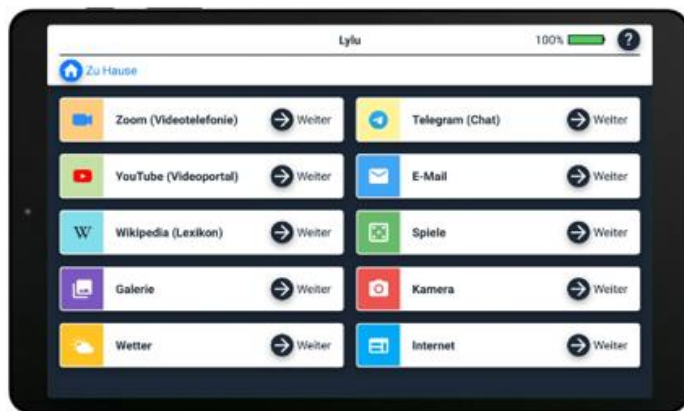 Lylu
100%
?
Zu Hause
Zoom (Videotelefonie) Weiter
Telegram (Chat) Weiter
YouTube (Videoportal) Weiter
E-Mail Weiter
W Wikipedia (Lexikon) Weiter
Spiele Weiter
Galerie Weiter
Kamera Weiter
Wetter Weiter
Internet Weiter